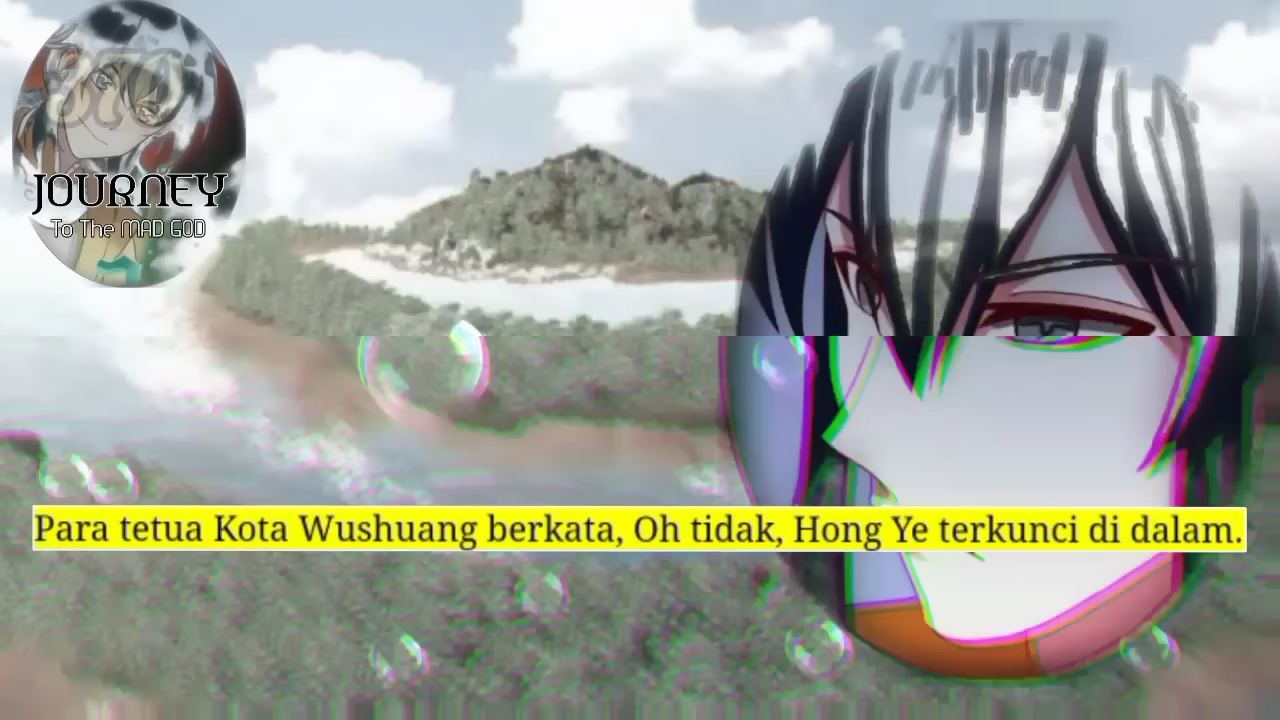 JOURNEY
To The MAD GOD
Para tetua Kota Wushuang berkata, Oh tidak, Hong Ye terkunci di dalam.